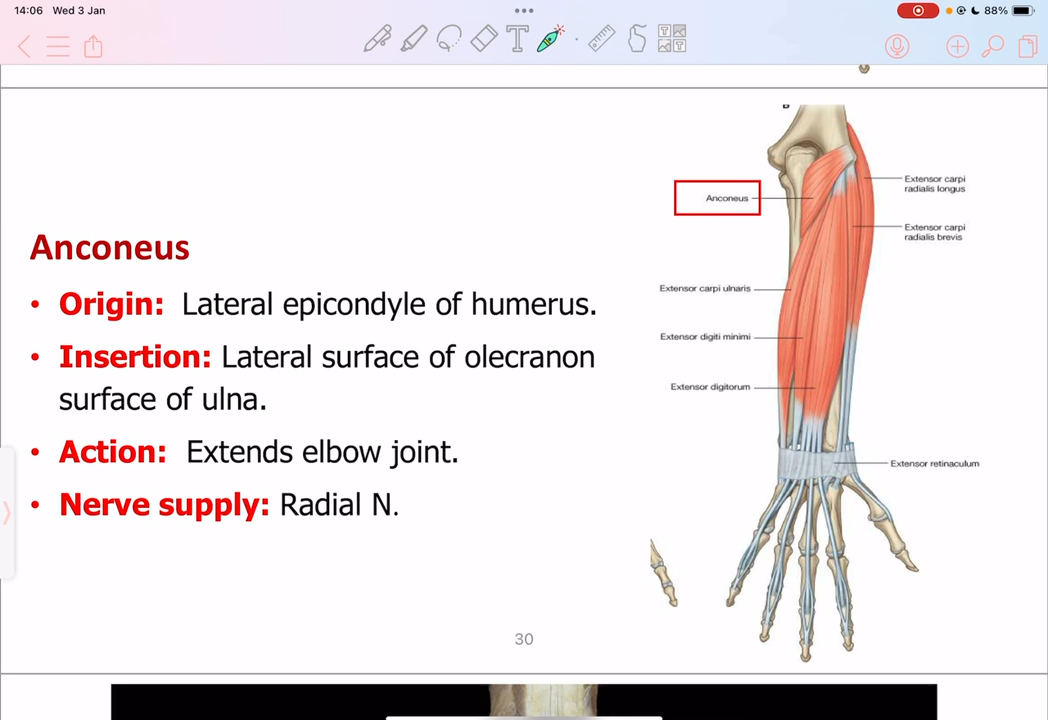 14:06 Wed 3 Jan
88%
Anconeus
Extensor carpi
radialis longus
Extensor carpi
radialis brevis
Extensor carpi ulnaris
Extensor digiti minimi
Extensor digitorum
Extensor retinaculum
Anconeus
• Origin: Lateral epicondyle of humerus.
• Insertion: Lateral surface of olecranon
surface of ulna.
• Action: Extends elbow joint.
• Nerve supply: Radial N.
30